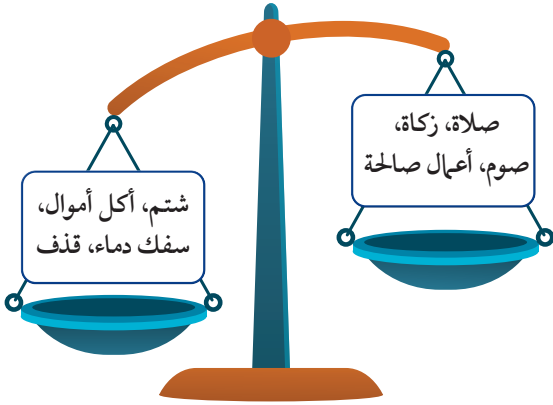 صلاة، زكاة،
صوم، أعمال صالحة
شتم، أكل أموال،
سفك دماء، قذف